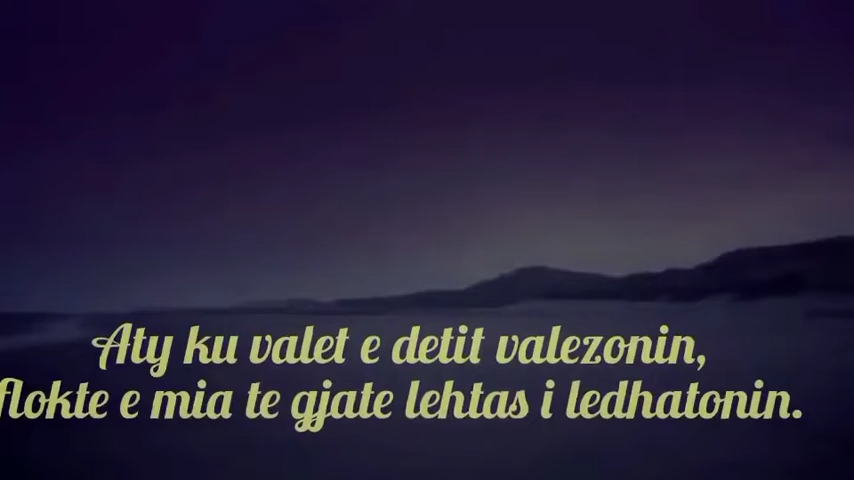 Aty ku valet e detit valezonin,
flokte e mia te gjate lehtas i ledhatonin.